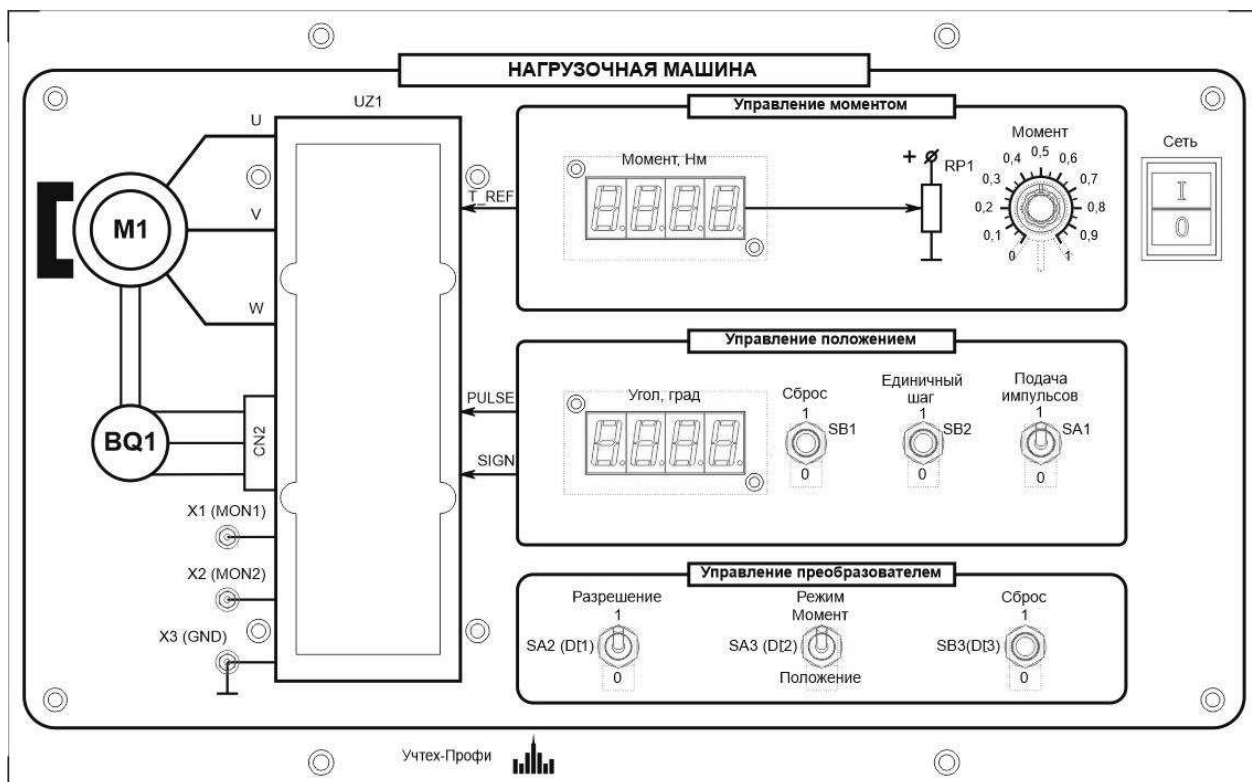 НАГРУЗОЧНАЯ МАШИНА
UZ1
U
V
W
M1
BQ1
CN2
X1 (MON1)
X2 (MON2)
X3 (GND)
T_REF
PULSE
SIGN
Управление моментом
Момент, Нм
+
RP1
Момент
0
0,1
0,2
0,3
0,4
0,5
0,6
0,7
0,8
0,9
1
Сеть
I
0
Управление положением
Угол, град
Сброс
1
SB1
0
Единичный
шаг
1
SB2
0
Подача
импульсов
1
SA1
0
Управление преобразователем
Разрешение
1
SA2 (DI1)
0
Режим
Момент
SA3 (DI2)
Положение
Сброс
1
SB3(DI3)
0
Учтех-Профи